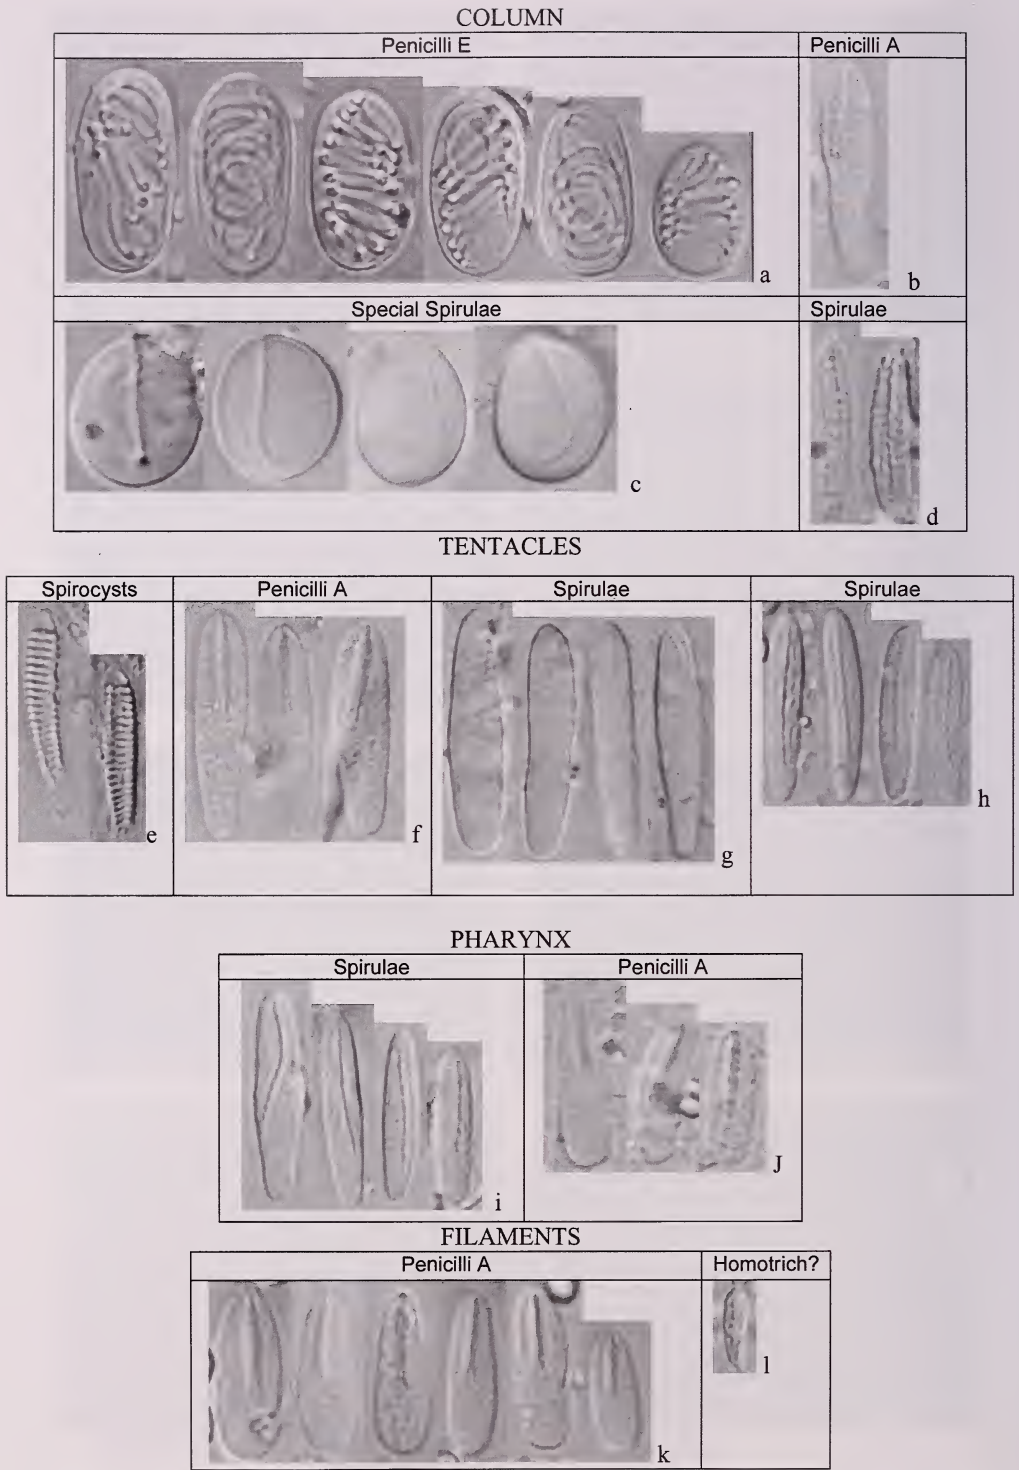 COLUMN
Penicilli E Penicilli A
a b
Special Spirulae Spirulae
c d
TENTACLES
Spirocysts Penicilli A Spirulae Spirulae
e f g h
PHARYNX
Spirulae Penicilli A
i J
FILAMENTS
Penicilli A Homotrich?
k l